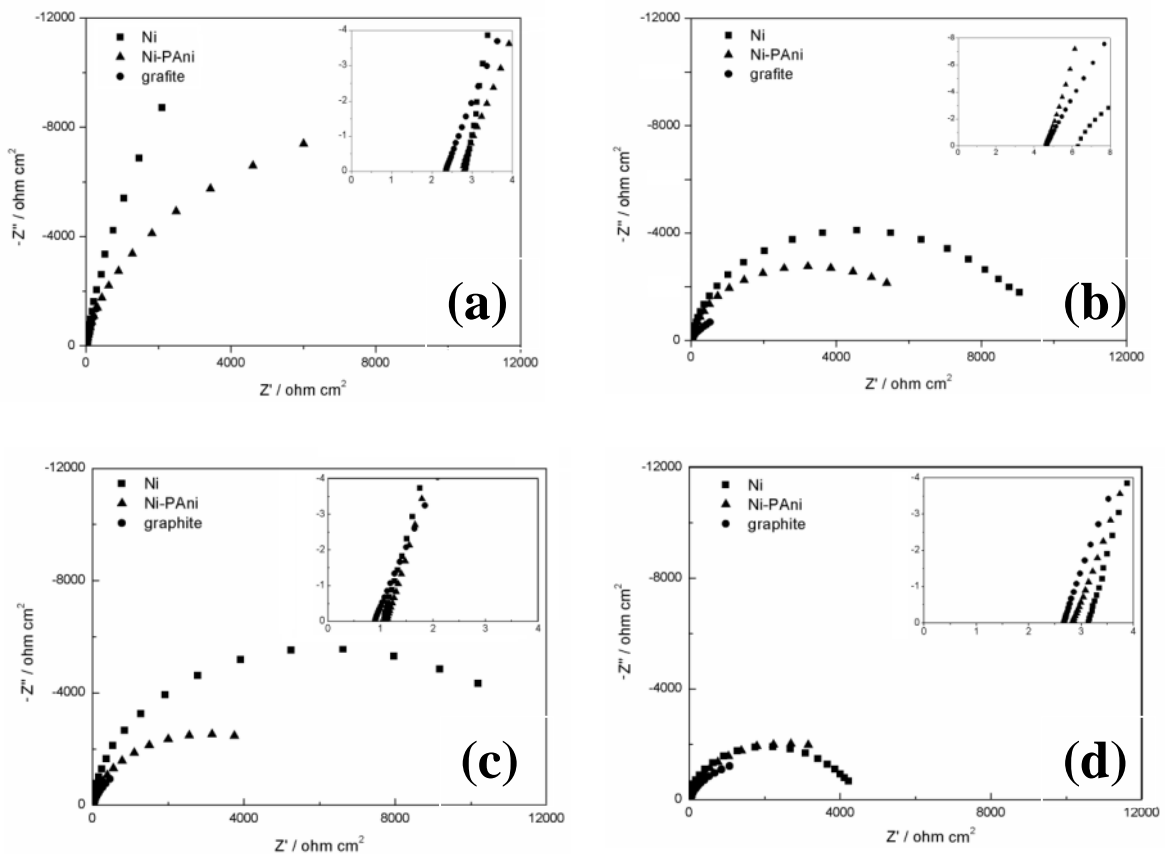 -12000
-8000
-4000
0
- Z" / ohm cm2
Ni
Ni-PAni
grafite
-4
-3
-2
-1
0
0 1 2 3 4
(a)
0 4000 8000 12000
Z' / ohm cm2
-12000
-8000
-4000
0
- Z" / ohm cm2
Ni
Ni-PAni
grafite
-8
-6
-4
-2
0
0 2 4 6 8
(b)
0 4000 8000 12000
Z' / ohm cm2
-12000
-8000
-4000
0
- Z" / ohm cm2
Ni
Ni-PAni
graphite
-4
-3
-2
-1
0
0 1 2 3 4
(c)
0 4000 8000 12000
Z' / ohm cm2
-12000
-8000
-4000
0
- Z" / ohm cm2
Ni
Ni-PAni
graphite
-4
-3
-2
-1
0
0 1 2 3 4
(d)
0 4000 8000 12000
Z' / ohm cm2